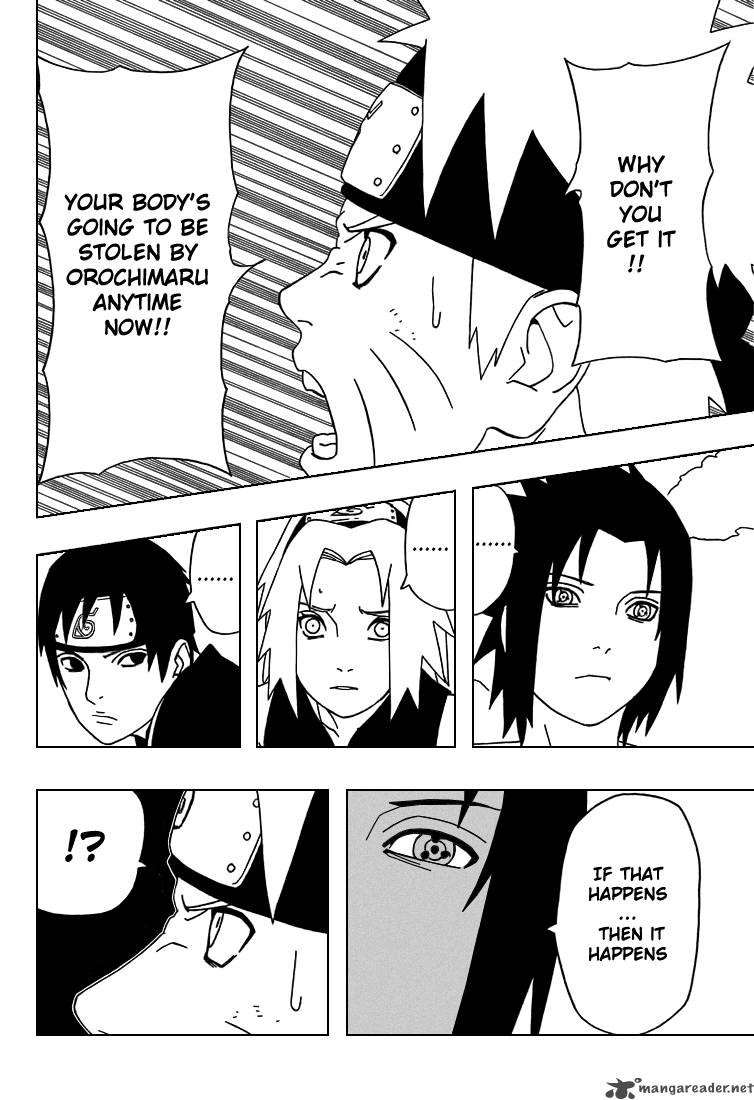 WHY
DON'T
YOU
GET IT
!!
YOUR BODY'S
GOING TO BE
STOLEN BY
OROCHIMARU
ANYTIME
NOW!!
.......
.......
.......
IF THAT
HAPPENS
...
THEN IT
HAPPENS
!?
mangareader.net